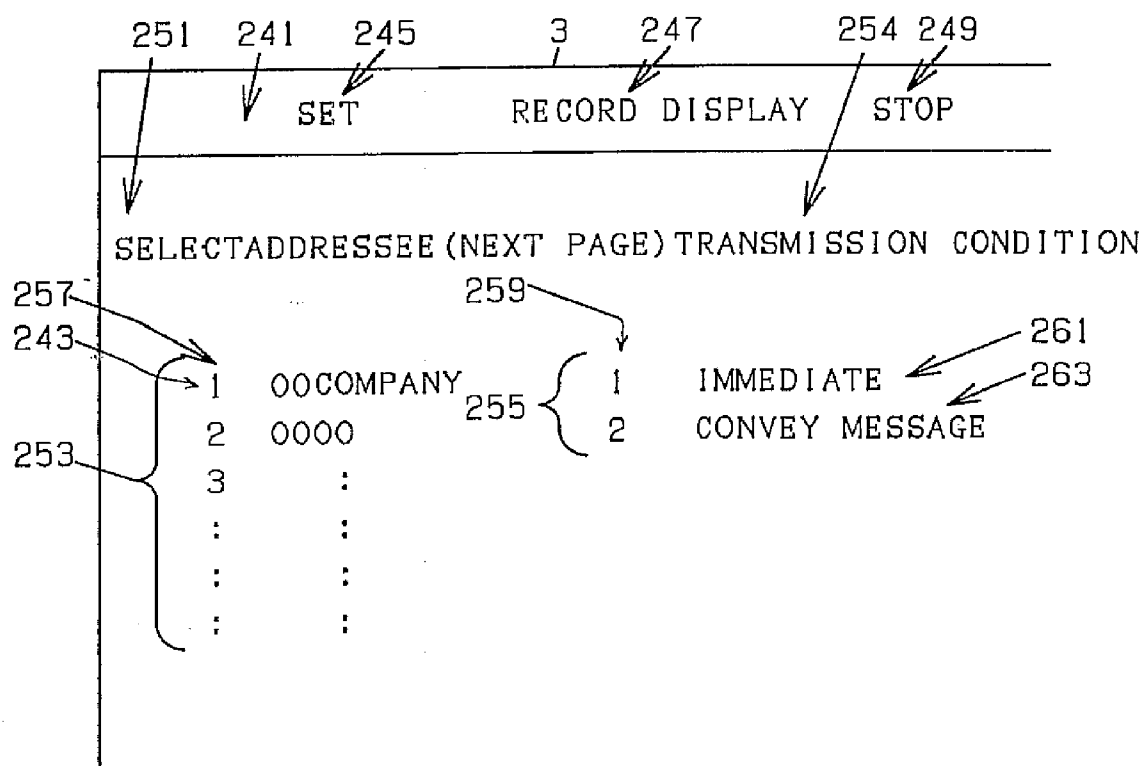 251 241 245 3 247 254 249
SET RECORD DISPLAY STOP
SELECTADDRESSEE (NEXT PAGE) TRANSMISSION CONDITION
257 259
243 261
1 OOCOMPANY 1 IMMEDIATE 263
255
2 OOOO 2 CONVEY MESSAGE
253
3 :
: :
: :
: :